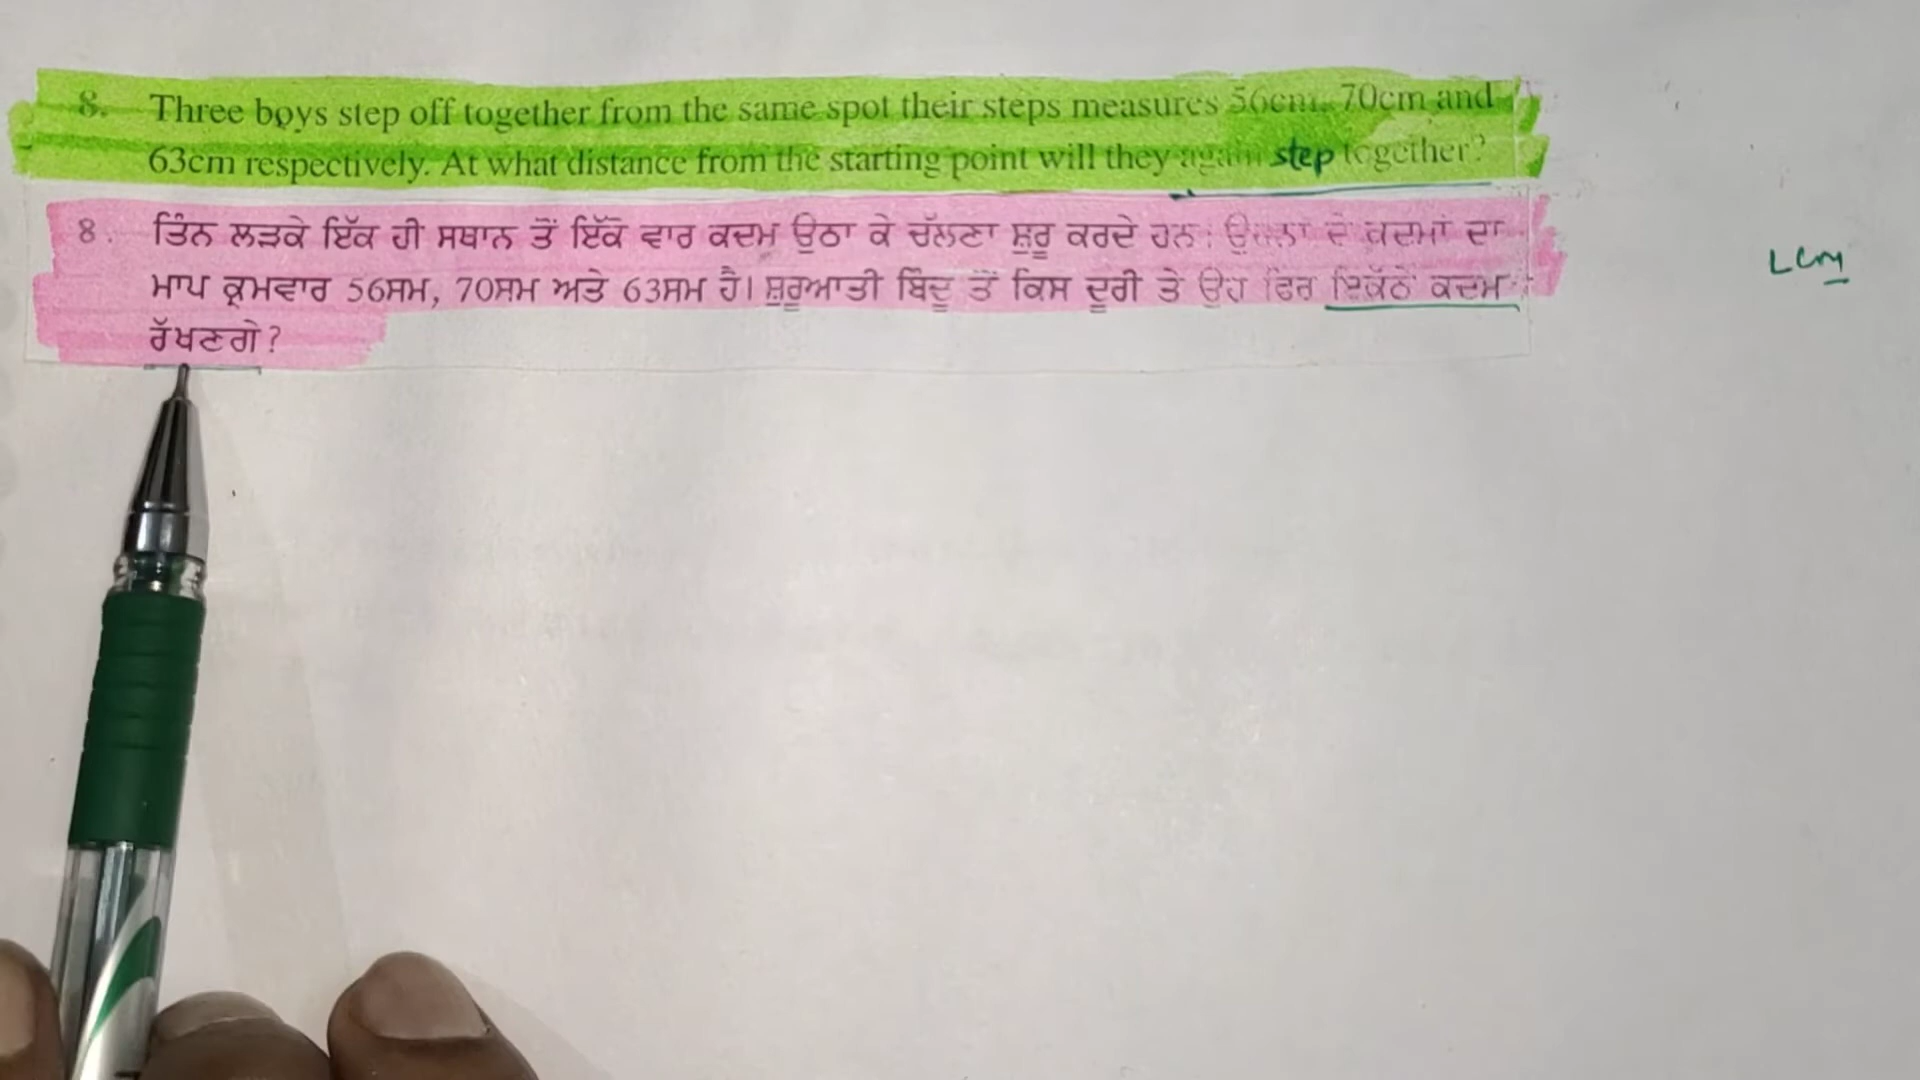 8. Three boys step off together from the same spot their steps measures 56cm, 70cm and
63cm respectively. At what distance from the starting point will they again step together?
8. ਤਿੰਨ ਲੜਕੇ ਇੱਕ ਹੀ ਸਥਾਨ ਤੋਂ ਇੱਕੋ ਵਾਰ ਕਦਮ ਉਠਾ ਕੇ ਚੱਲਣਾ ਸ਼ੁਰੂ ਕਰਦੇ ਹਨ। ਉਹਨਾਂ ਦੇ ਕਦਮਾਂ ਦਾ
ਮਾਪ ਕ੍ਰਮਵਾਰ 56ਸਮ, 70ਸਮ ਅਤੇ 63ਸਮ ਹੈ। ਸ਼ੁਰੂਆਤੀ ਬਿੰਦੂ ਤੋਂ ਕਿਸ ਦੂਰੀ ਤੇ ਉਹ ਫਿਰ ਇਕੱਠੇ ਕਦਮ
ਰੱਖਣਗੇ?
LCM